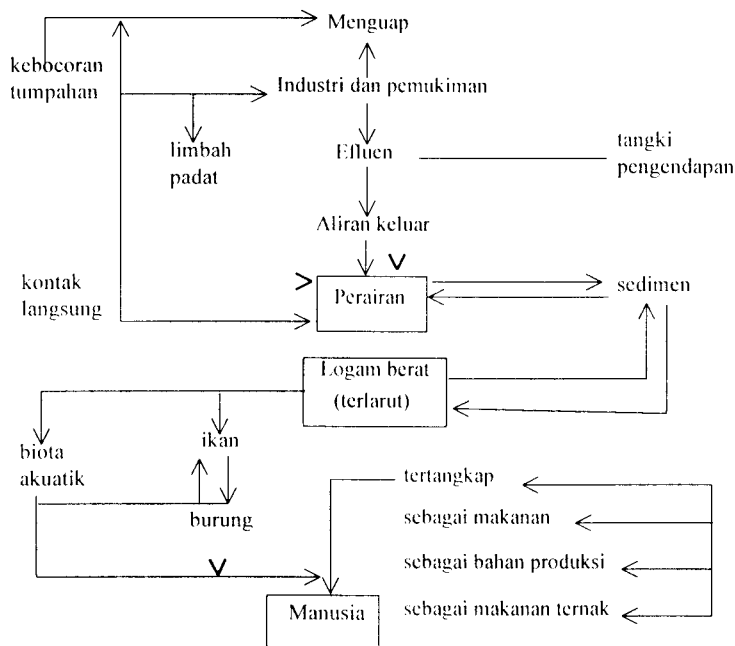 Menguap
kebocoran
tumpahan
Industri dan pemukiman
limbah
padat
Efluen
tangki
pengendapan
Aliran keluar
kontak
langsung
Perairan
sedimen
Logam berat
(terlarut)
biota
akuatik
ikan
burung
tertangkap
sebagai makanan
sebagai bahan produksi
sebagai makanan ternak
Manusia